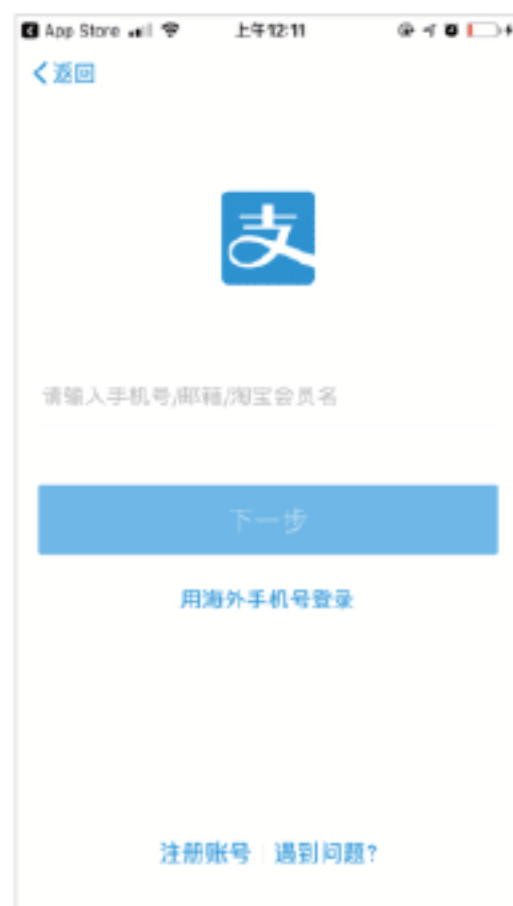 App Store 上午12:11
返回
支
请输入手机号/邮箱/淘宝会员名
下一步
用海外手机号登录
注册账号 | 遇到问题?